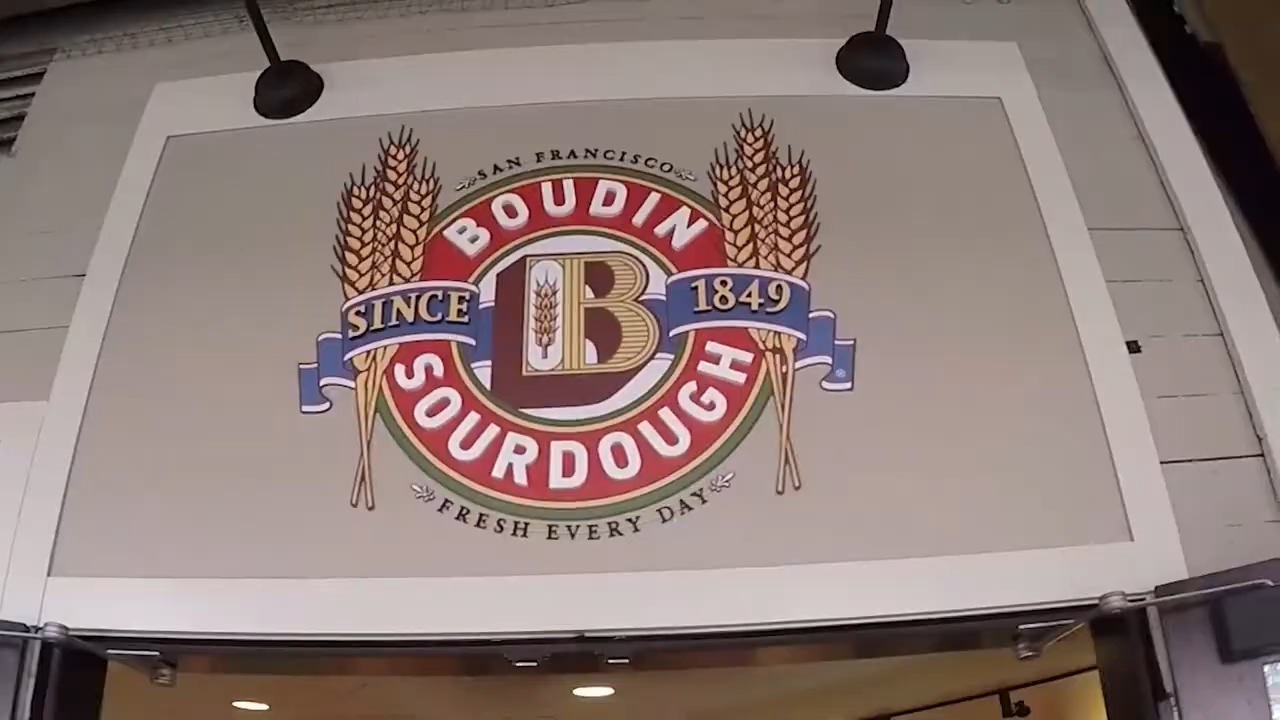 SAN FRANCISCO
BOUDIN
SINCE 1849
B
SOURDOUGH
FRESH EVERY DAY
®